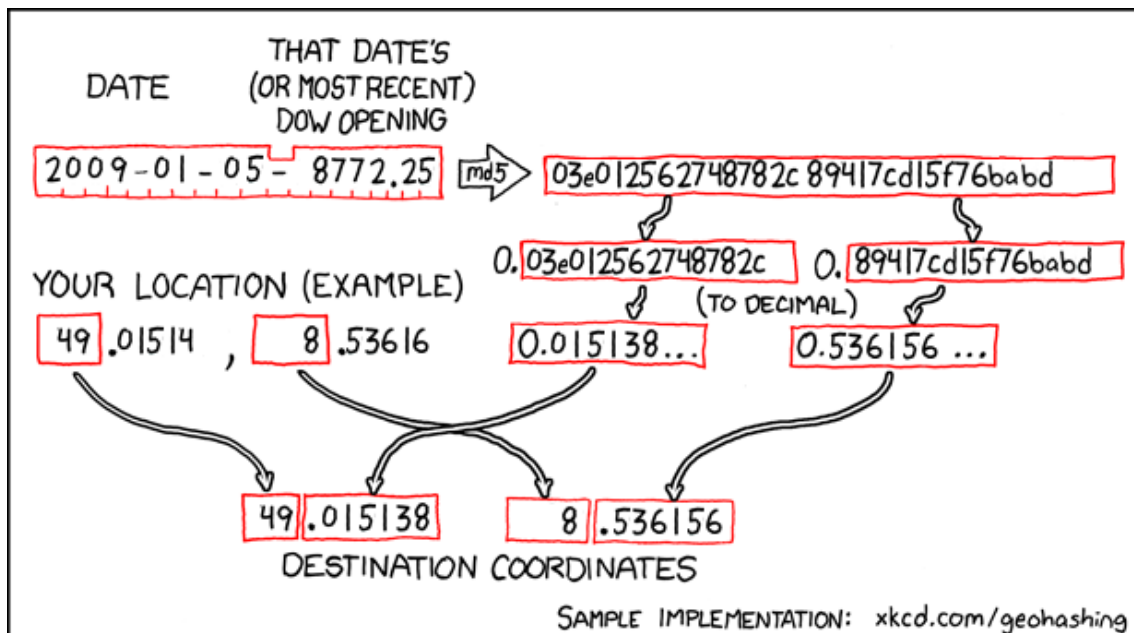 DATE
THAT DATE'S
(OR MOST RECENT)
DOW OPENING
2009-01-05-8772.25
md5
03e012562748782c 89417cd15f76babd
0.03e012562748782c
0.89417cd15f76babd
(TO DECIMAL)
YOUR LOCATION (EXAMPLE)
49.01514, 8.53616
0.015138...
0.536156...
49.015138
8.536156
DESTINATION COORDINATES
SAMPLE IMPLEMENTATION: xkcd.com/geohashing